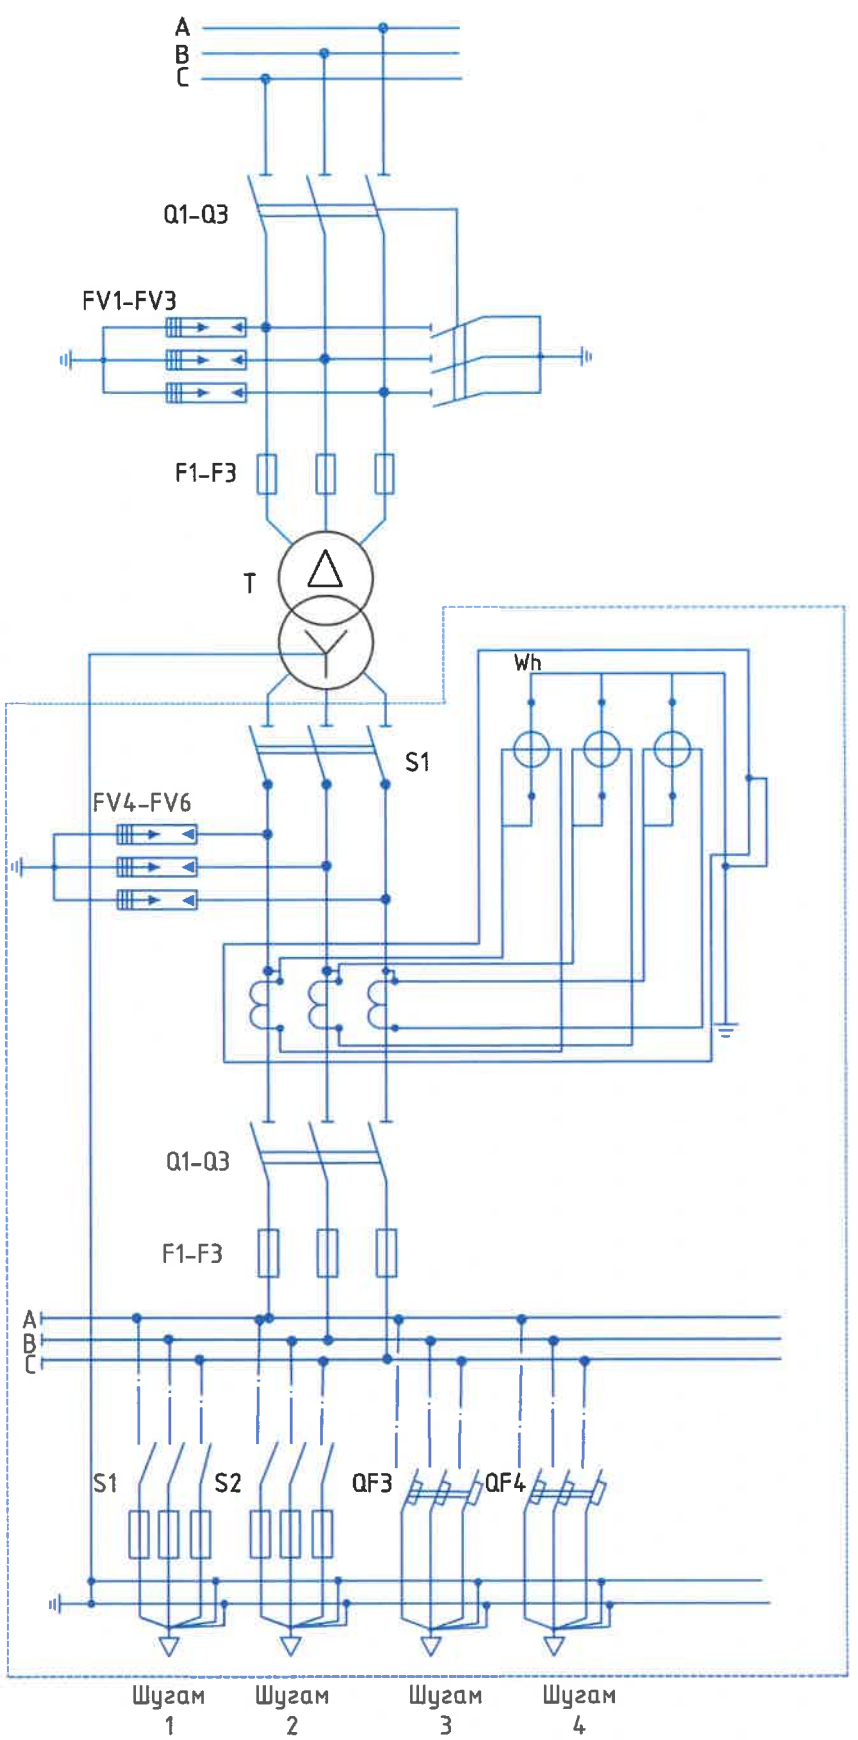 A
B
C
Q1-Q3
FV1-FV3
F1-F3
T
Wh
S1
FV4-FV6
Q1-Q3
F1-F3
A
B
C
S1 S2 QF3 QF4
Шугам Шугам Шугам Шугам
1 2 3 4